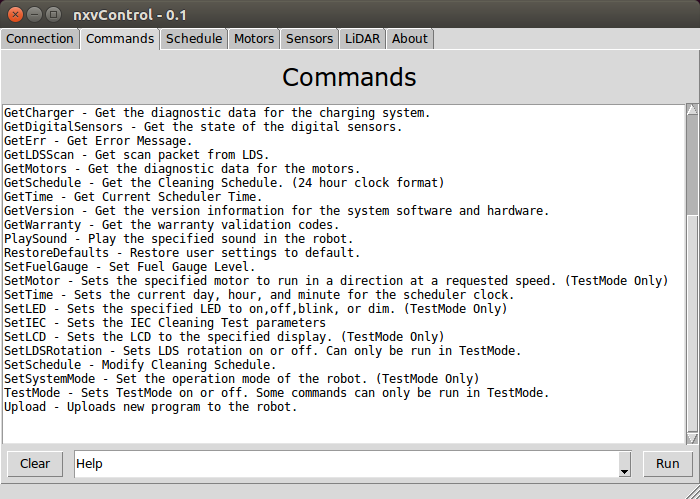 nxvControl - 0.1
Connection Commands Schedule Motors Sensors LiDAR About
Commands
GetCharger - Get the diagnostic data for the charging system.
GetDigitalSensors - Get the state of the digital sensors.
GetErr - Get Error Message.
GetLDSScan - Get scan packet from LDS.
GetMotors - Get the diagnostic data for the motors.
GetSchedule - Get the Cleaning Schedule. (24 hour clock format)
GetTime - Get Current Scheduler Time.
GetVersion - Get the version information for the system software and hardware.
GetWarranty - Get the warranty validation codes.
PlaySound - Play the specified sound in the robot.
RestoreDefaults - Restore user settings to default.
SetFuelGauge - Set Fuel Gauge Level.
SetMotor - Sets the specified motor to run in a direction at a requested speed. (TestMode Only)
SetTime - Sets the current day, hour, and minute for the scheduler clock.
SetLED - Sets the specified LED to on,off,blink, or dim. (TestMode Only)
SetIEC - Sets the IEC Cleaning Test parameters
SetLCD - Sets the LCD to the specified display. (TestMode Only)
SetLDSRotation - Sets LDS rotation on or off. Can only be run in TestMode.
SetSchedule - Modify Cleaning Schedule.
SetSystemMode - Set the operation mode of the robot. (TestMode Only)
TestMode - Sets TestMode on or off. Some commands can only be run in TestMode.
Upload - Uploads new program to the robot.
Clear Help Run